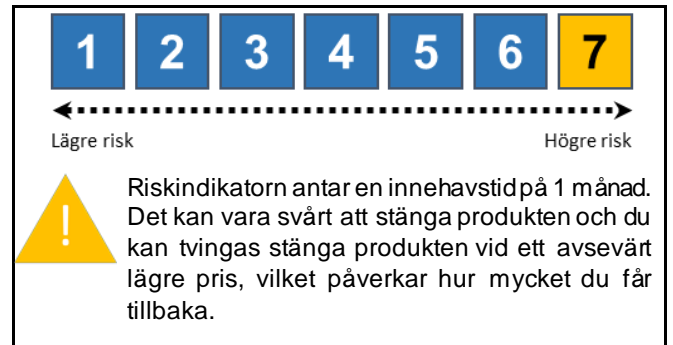 1 2 3 4 5 6 7
Lägre risk Högre risk
!
Riskindikatorn antar en innehavstid på 1 månad.
Det kan vara svårt att stänga produkten och du
kan tvingas stänga produkten vid ett avsevärt
lägre pris, vilket påverkar hur mycket du får
tillbaka.